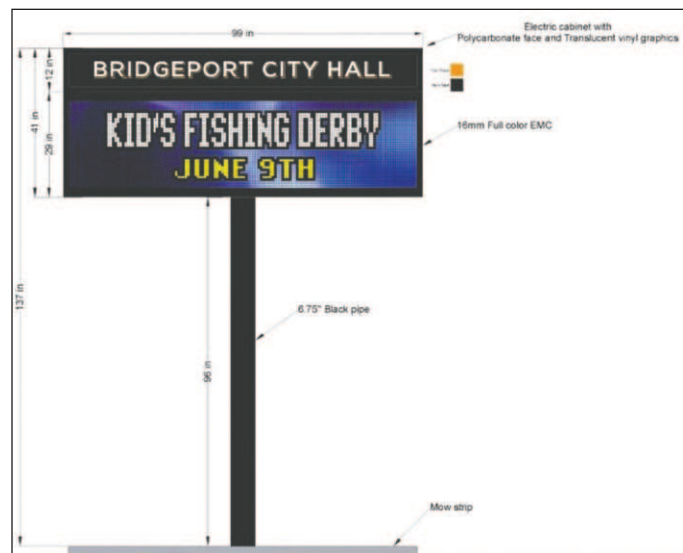 99 in
Electric cabinet with
Polycarbonate face and Translucent vinyl graphics
12 in
BRIDGEPORT CITY HALL
41 in
29 in
KID'S FISHING DERBY
JUNE 9TH
16mm Full color EMC
137 in
96 in
6.75" Black pipe
Mow strip